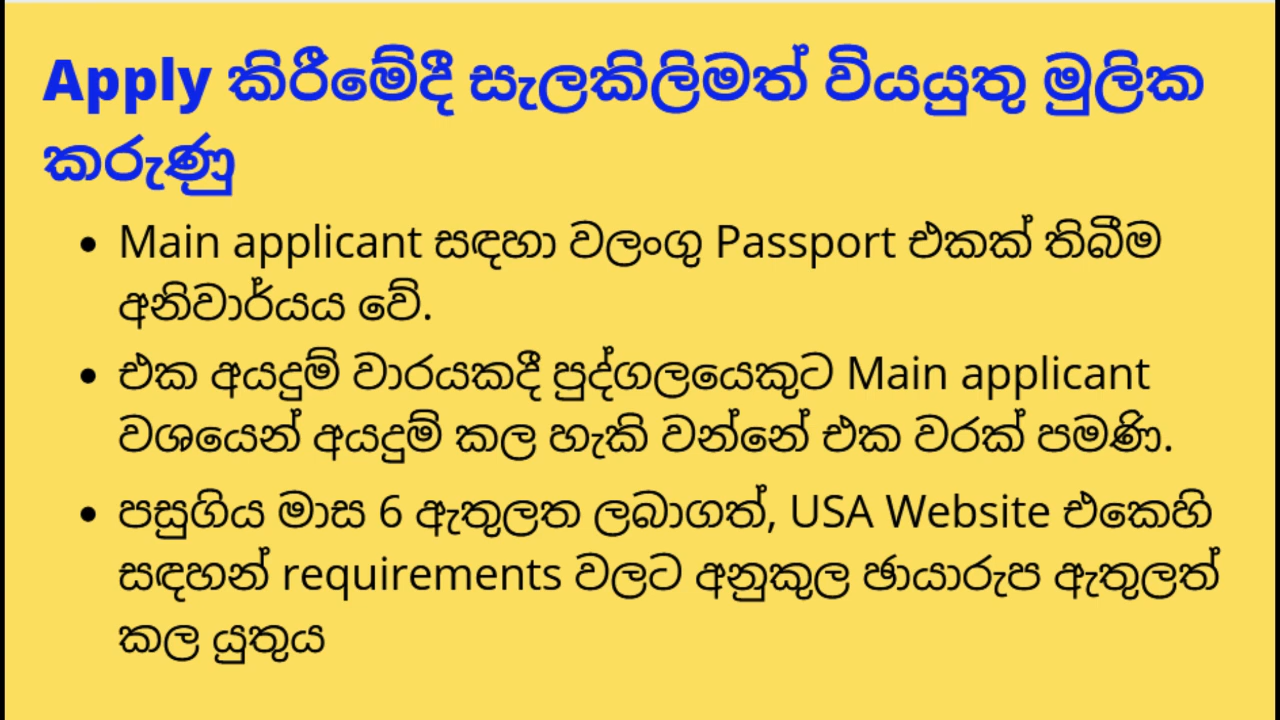 Apply කිරීමේදී සැලකිලිමත් වියයුතු මුලික
කරුණු
• Main applicant සඳහා වලංගු Passport එකක් තිබීම
අනිවාර්යය වේ.
• එක අයදුම් වාරයකදී පුද්ගලයෙකුට Main applicant
වශයෙන් අයදුම් කල හැකි වන්නේ එක වරක් පමණි.
• පසුගිය මාස 6 ඇතුලත ලබාගත්, USA Website එකෙහි
සඳහන් requirements වලට අනුකුල ඡායාරුප ඇතුලත්
කල යුතුය